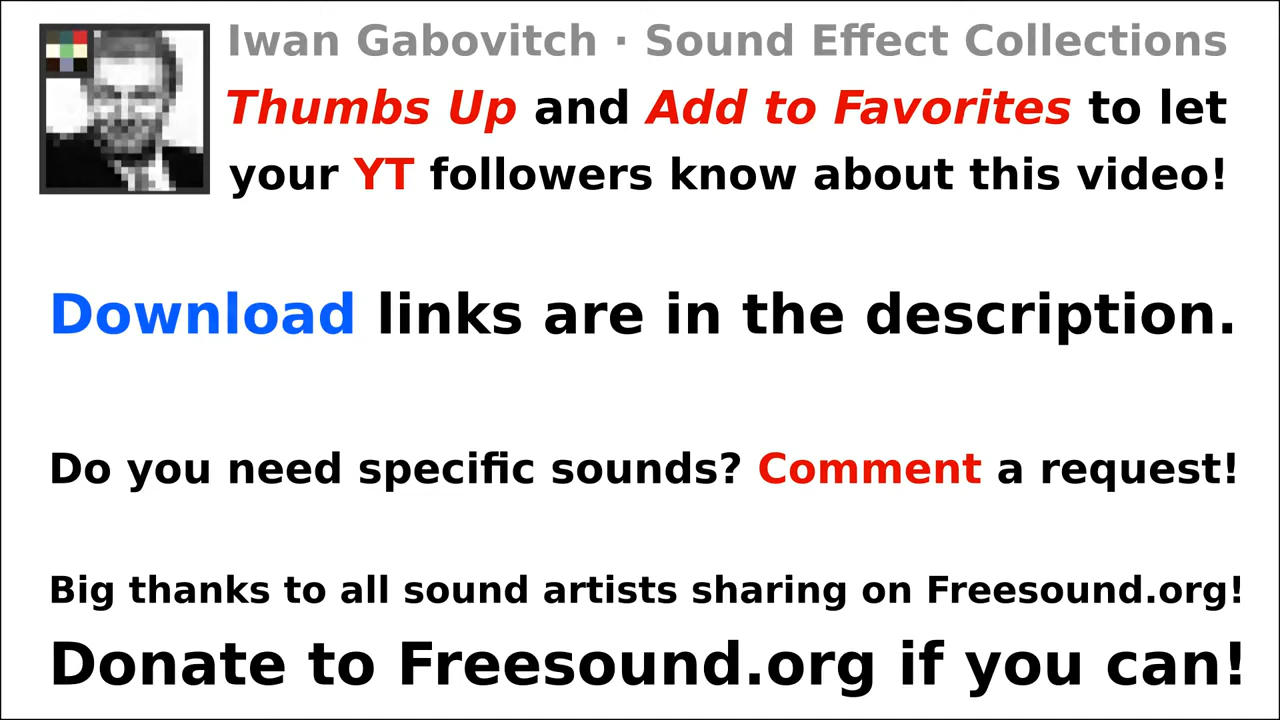 Iwan Gabovitch · Sound Effect Collections
Thumbs Up and Add to Favorites to let
your YT followers know about this video!
Download links are in the description.
Do you need specific sounds? Comment a request!
Big thanks to all sound artists sharing on Freesound.org!
Donate to Freesound.org if you can!